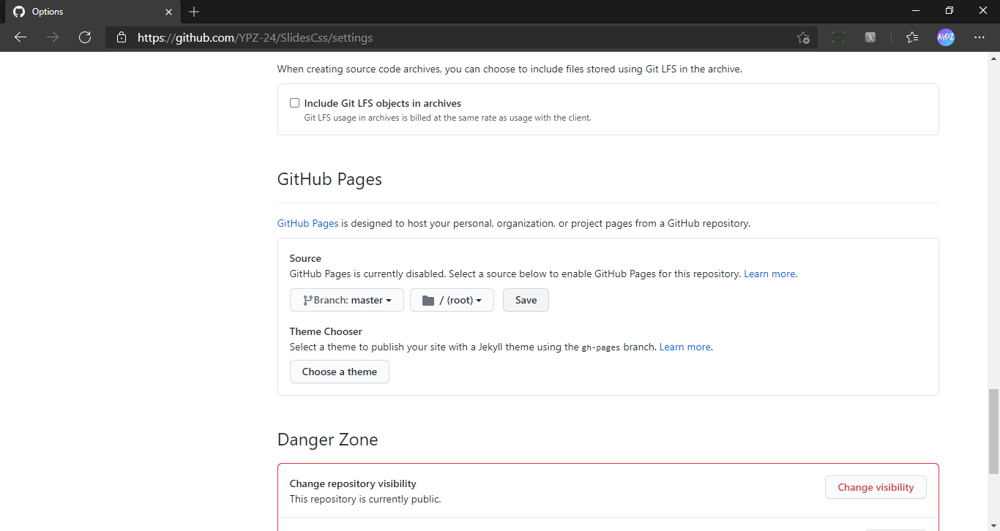 Options
https://github.com/YPZ-24/SlidesCss/settings
AYPZ
When creating source code archives, you can choose to include files stored using Git LFS in the archive.
Include Git LFS objects in archives
Git LFS usage in archives is billed at the same rate as usage with the client.
GitHub Pages
GitHub Pages is designed to host your personal, organization, or project pages from a GitHub repository.
Source
GitHub Pages is currently disabled. Select a source below to enable GitHub Pages for this repository. Learn more.
Branch: master / (root) Save
Theme Chooser
Select a theme to publish your site with a Jekyll theme using the gh-pages branch. Learn more.
Choose a theme
Danger Zone
Change repository visibility
Change visibility
This repository is currently public.